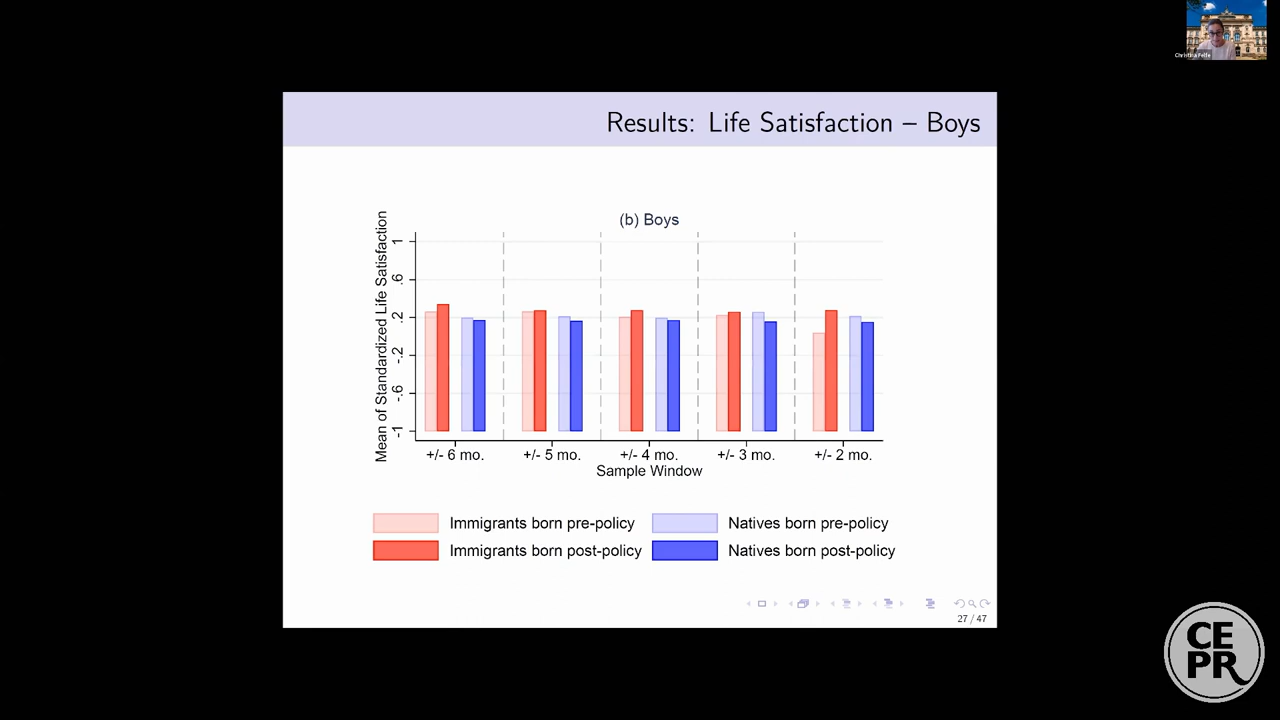 Christina Felfe
Results: Life Satisfaction – Boys
(b) Boys
Mean of Standardized Life Satisfaction
1
.6
.2
-.2
-.6
-1
+/- 6 mo.
+/- 5 mo.
+/- 4 mo.
+/- 3 mo.
+/- 2 mo.
Sample Window
Immigrants born pre-policy
Natives born pre-policy
Immigrants born post-policy
Natives born post-policy
27 / 47
CE
PR